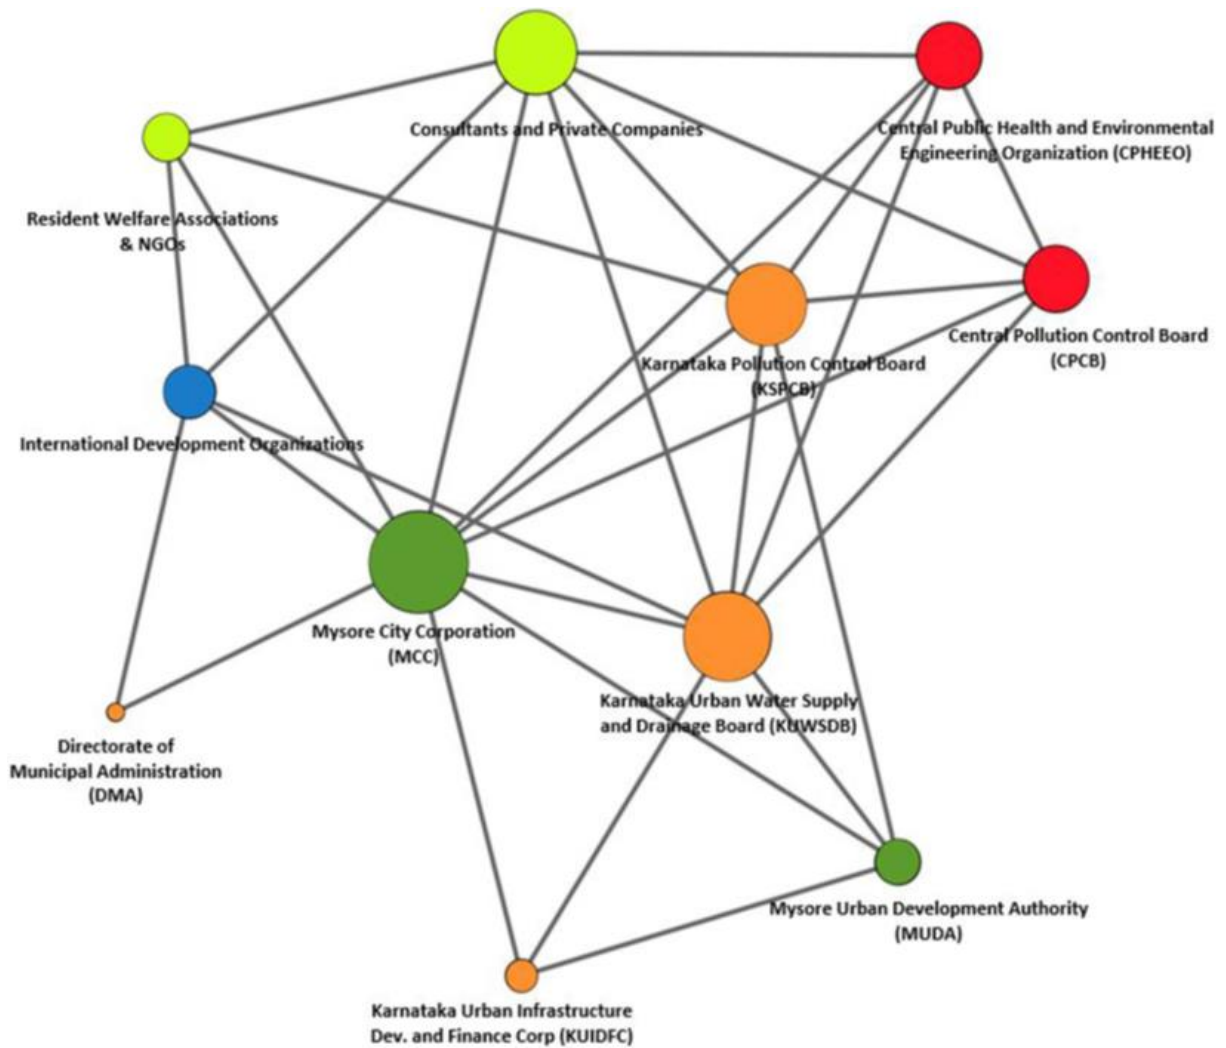 Consultants and Private Companies
Central Public Health and Environmental
Engineering Organization (CPHEEO)
Resident Welfare Associations
& NGOs
Central Pollution Control Board
(CPCB)
Karnataka Pollution Control Board
(KSPCB)
International Development Organizations
Mysore City Corporation
(MCC)
Karnataka Urban Water Supply
and Drainage Board (KUWSDB)
Directorate of
Municipal Administration
(DMA)
Mysore Urban Development Authority
(MUDA)
Karnataka Urban Infrastructure
Dev. and Finance Corp (KUIDFC)